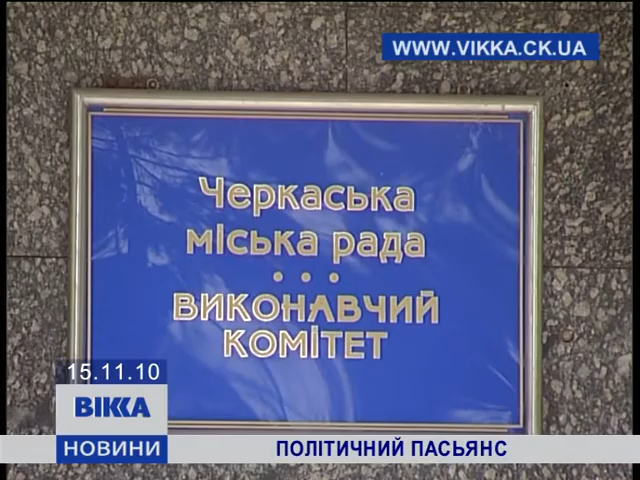 WWW.VIKKA.CK.UA
Черкаська
міська рада
• • •
ВИКОНАВЧИЙ
КОМІТЕТ
15.11.10
ВІККА
НОВИНИ
ПОЛІТИЧНИЙ ПАСЬЯНС